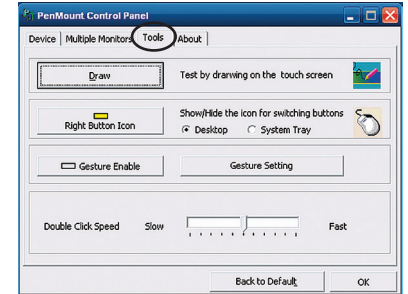 PenMount Control Panel
Device Multiple Monitors Tools About
Draw Test by drarwing on the touch screen
Show/Hide the icon for switching buttons
Right Button Icon Desktop System Tray
Gesture Enable Gesture Setting
Double Click Speed Slow Fast
Back to Default OK